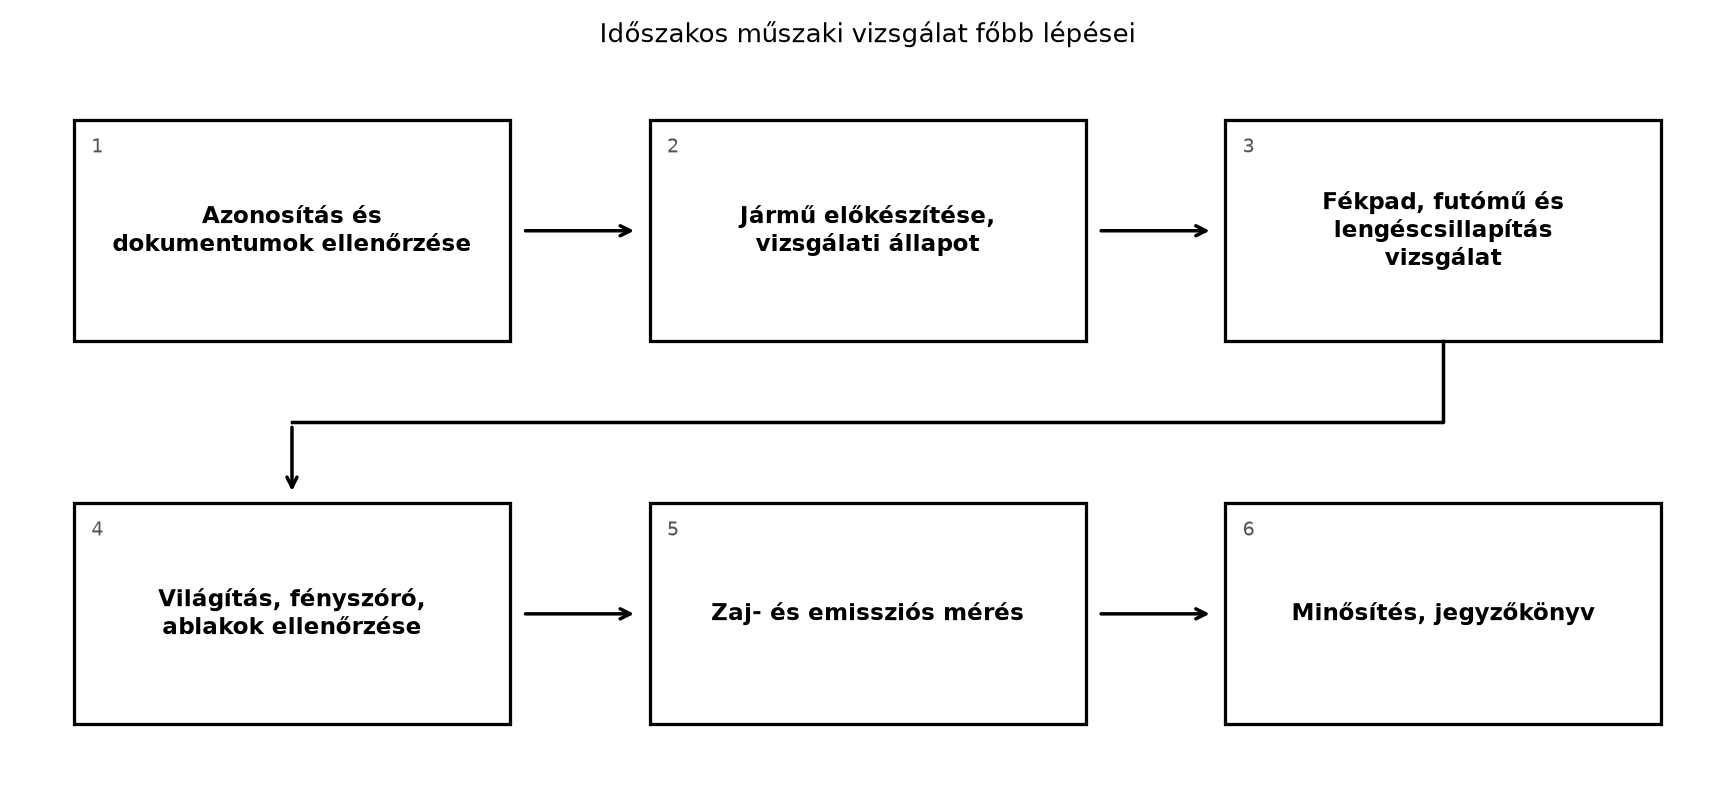 Időszakos műszaki vizsgálat főbb lépései
1
Azonosítás és
dokumentumok ellenőrzése
2
Jármű előkészítése,
vizsgálati állapot
3
Fékpad, futómű és
lengéscsillapítás
vizsgálat
4
Világítás, fényszóró,
ablakok ellenőrzése
5
Zaj- és emissziós mérés
6
Minősítés, jegyzőkönyv